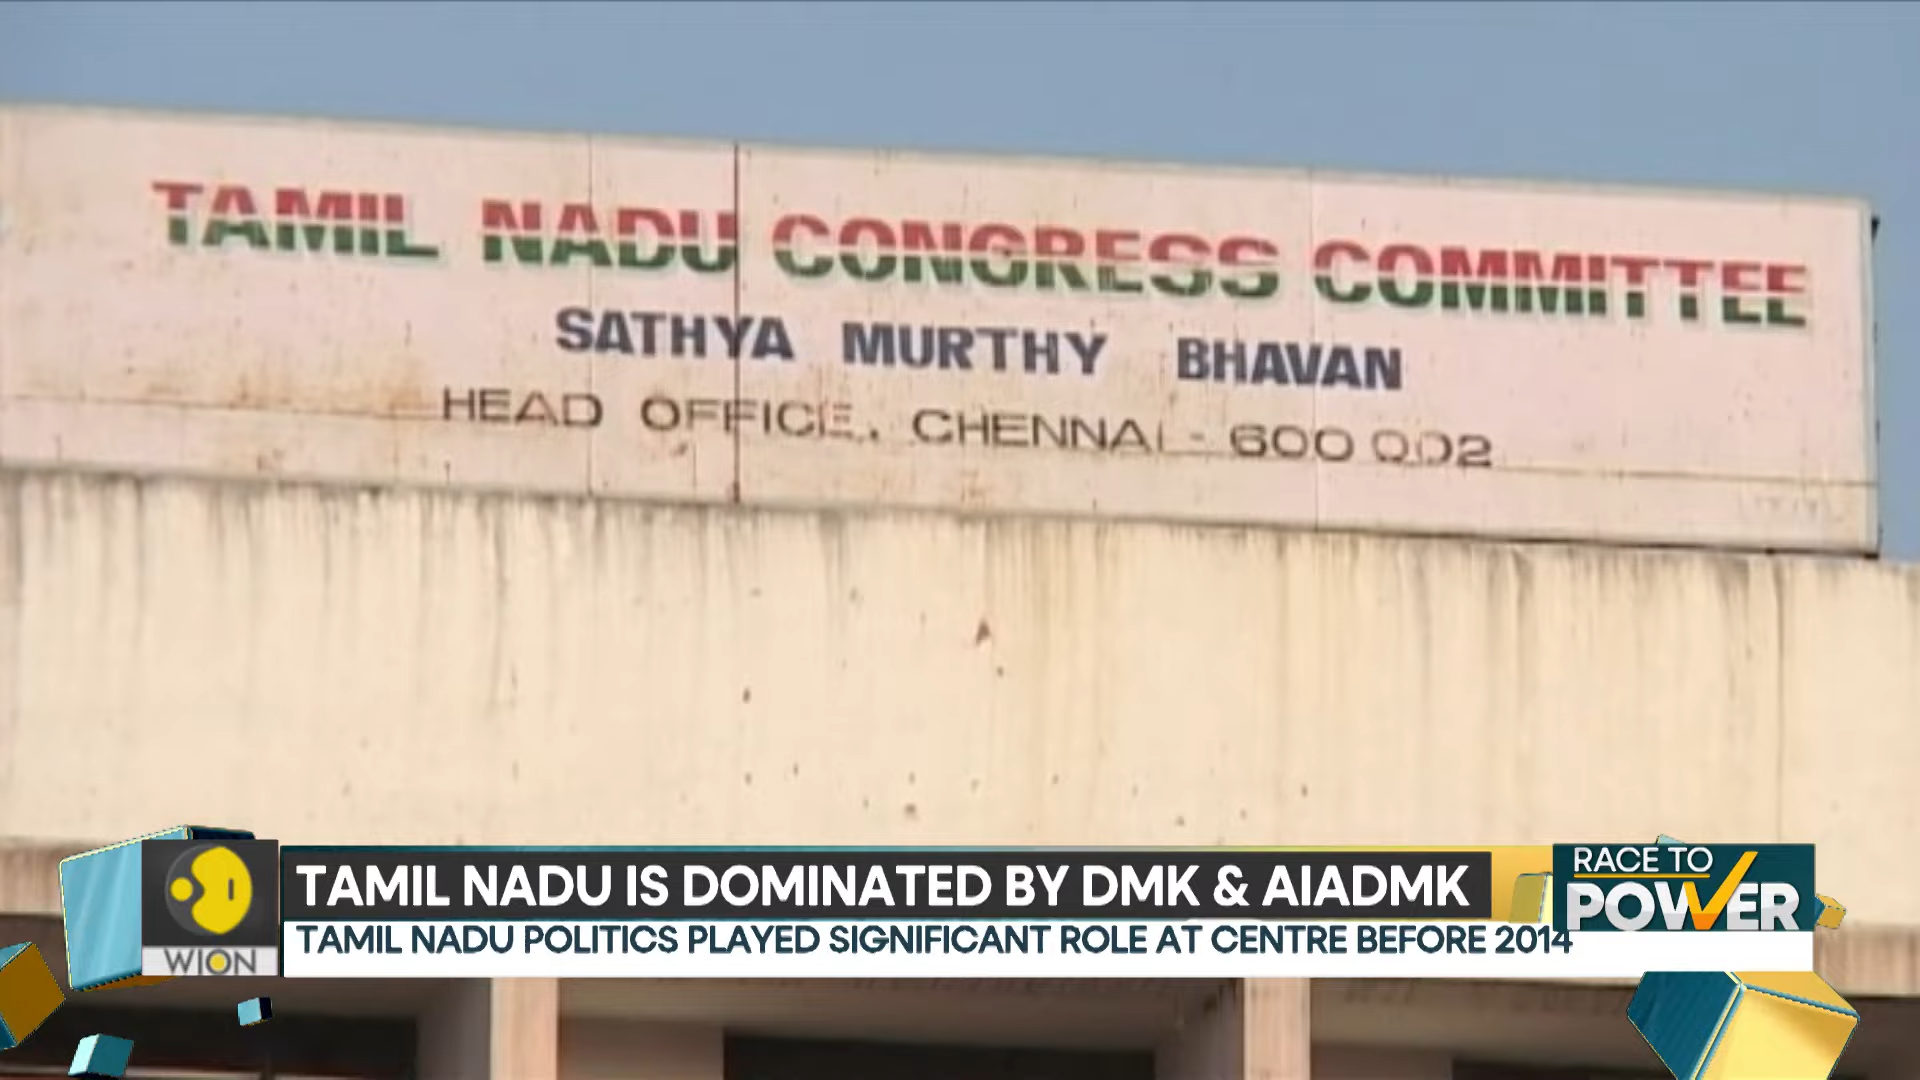 TAMIL NADU CONGRESS COMMITTEE
SATHYA MURTHY BHAVAN
HEAD OFFICE. CHENNAI - 600 002
TAMIL NADU IS DOMINATED BY DMK & AIADMK
TAMIL NADU POLITICS PLAYED SIGNIFICANT ROLE AT CENTRE BEFORE 2014
WION
RACE TO
POWER